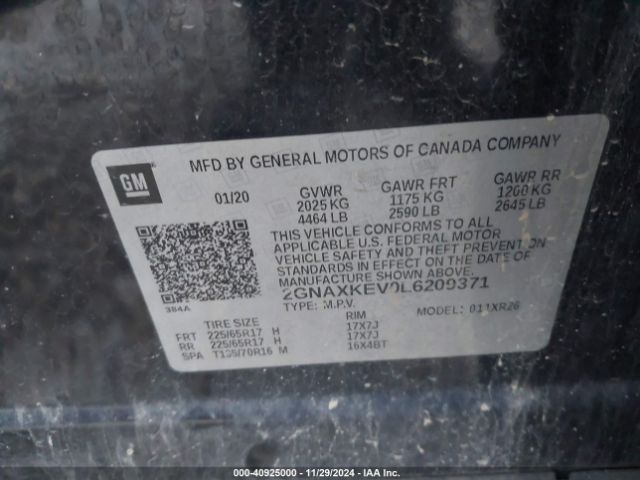 MFD BY GENERAL MOTORS OF CANADA COMPANY
GM
01/20 GVWR GAWR FRT GAWR RR
2025 KG 1175 KG 1200 KG
4464 LB 2590 LB 2645 LB
THIS VEHICLE CONFORMS TO ALL
APPLICABLE U.S. FEDERAL MOTOR
VEHICLE SAFETY AND THEFT PREVENTION
STANDARDS IN EFFECT ON THE DATE OF
MANUFACTURE SHOWN ABOVE.
2GNAXKEV0L6209371
TYPE: M.P.V. MODEL: 011XR26
384A
TIRE SIZE RIM
FRT 225/65R17 H 17X7J
RR 225/65R17 H 17X7J
SPA T135/70R16 M 16X4BT
000-40925000 - 11/29/2024 - IAA Inc.